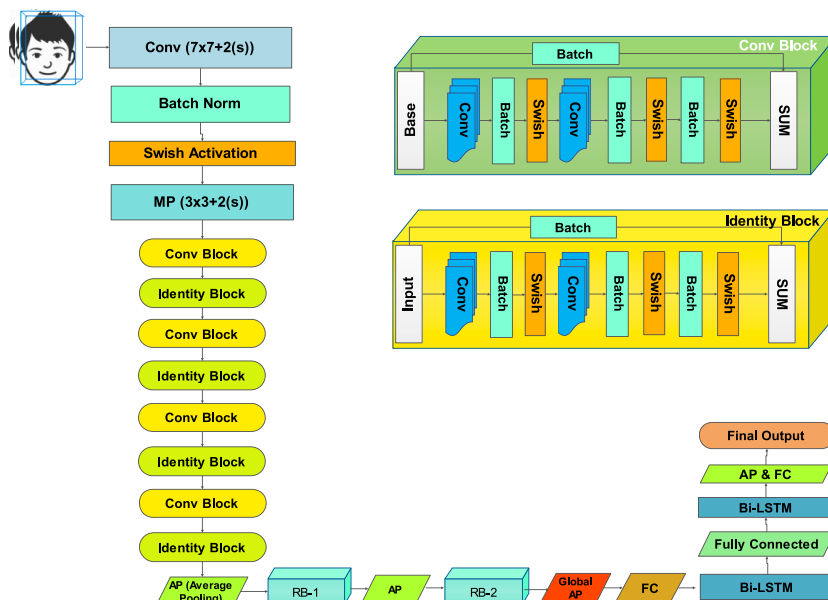 Conv (7x7+2(s))
Batch Norm
Swish Activation
MP (3x3+2(s))
Conv Block
Identity Block
Conv Block
Identity Block
Conv Block
Identity Block
Conv Block
Identity Block
AP (Average
Pooling)
RB-1
AP
RB-2
Global
AP
FC
Bi-LSTM
Fully Connected
Bi-LSTM
AP & FC
Final Output
Conv Block
Batch
Base
Conv
Batch
Swish
Conv
Batch
Swish
Batch
Swish
SUM
Identity Block
Batch
Input
Conv
Batch
Swish
Conv
Batch
Swish
Batch
Swish
SUM